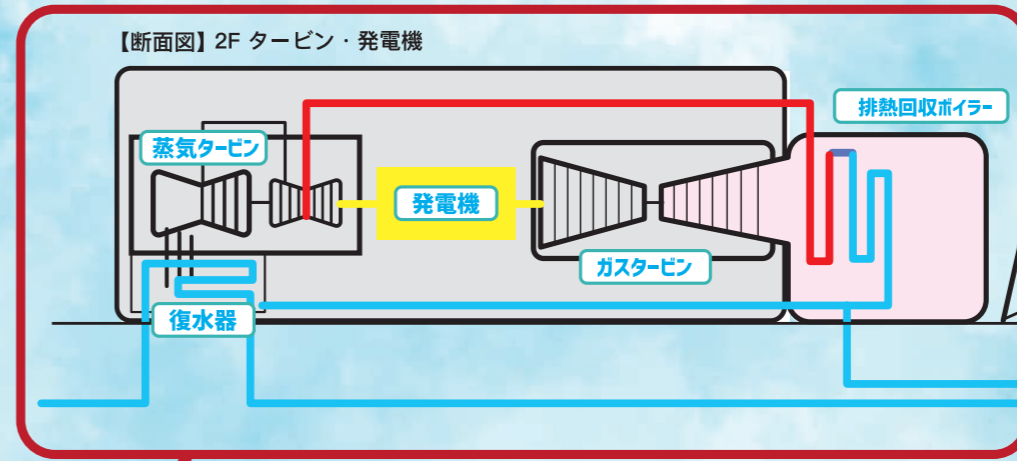 【断面図】2F タービン・発電機
排熱回収ボイラー
蒸気タービン
発電機
ガスタービン
復水器